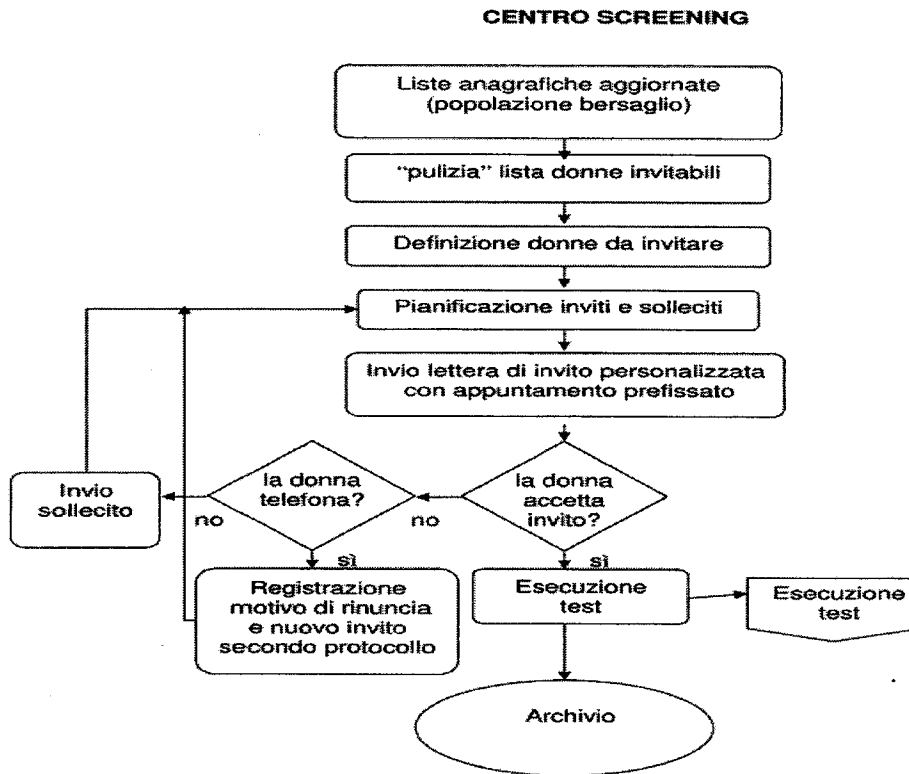 CENTRO SCREENING
Liste anagrafiche aggiornate
(popolazione bersaglio)
“pulizia” lista donne invitabili
Definizione donne da invitare
Pianificazione inviti e solleciti
Invio lettera di invito personalizzata
con appuntamento prefissato
la donna
accetta
invito?
no
la donna
telefona?
no
Invio
sollecito
sì
Registrazione
motivo di rinuncia
e nuovo invito
secondo protocollo
sì
Esecuzione
test
Esecuzione
test
Archivio